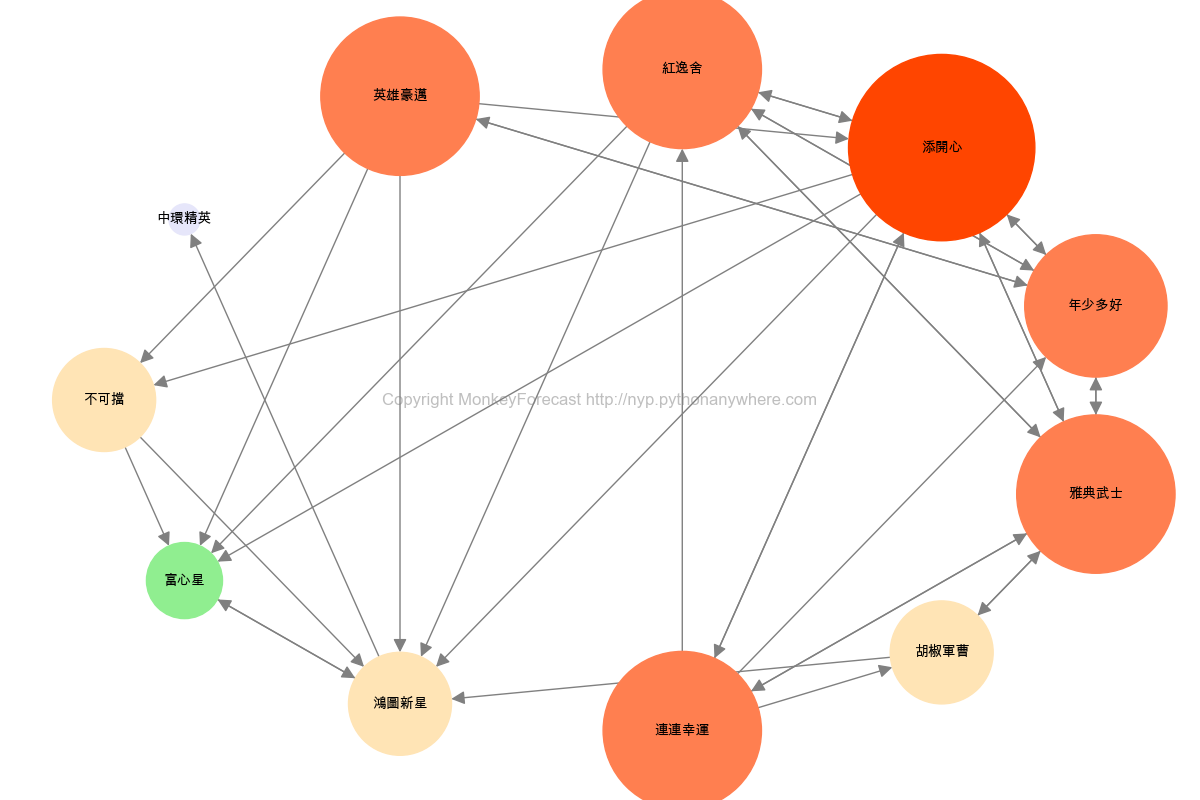 紅逸舍
英雄豪邁
添開心
中環精英
年少多好
不可擋
Copyright MonkeyForecast http://nyp.pythonanywhere.com
雅典武士
富心星
胡椒軍曹
鴻圖新星
連連幸運